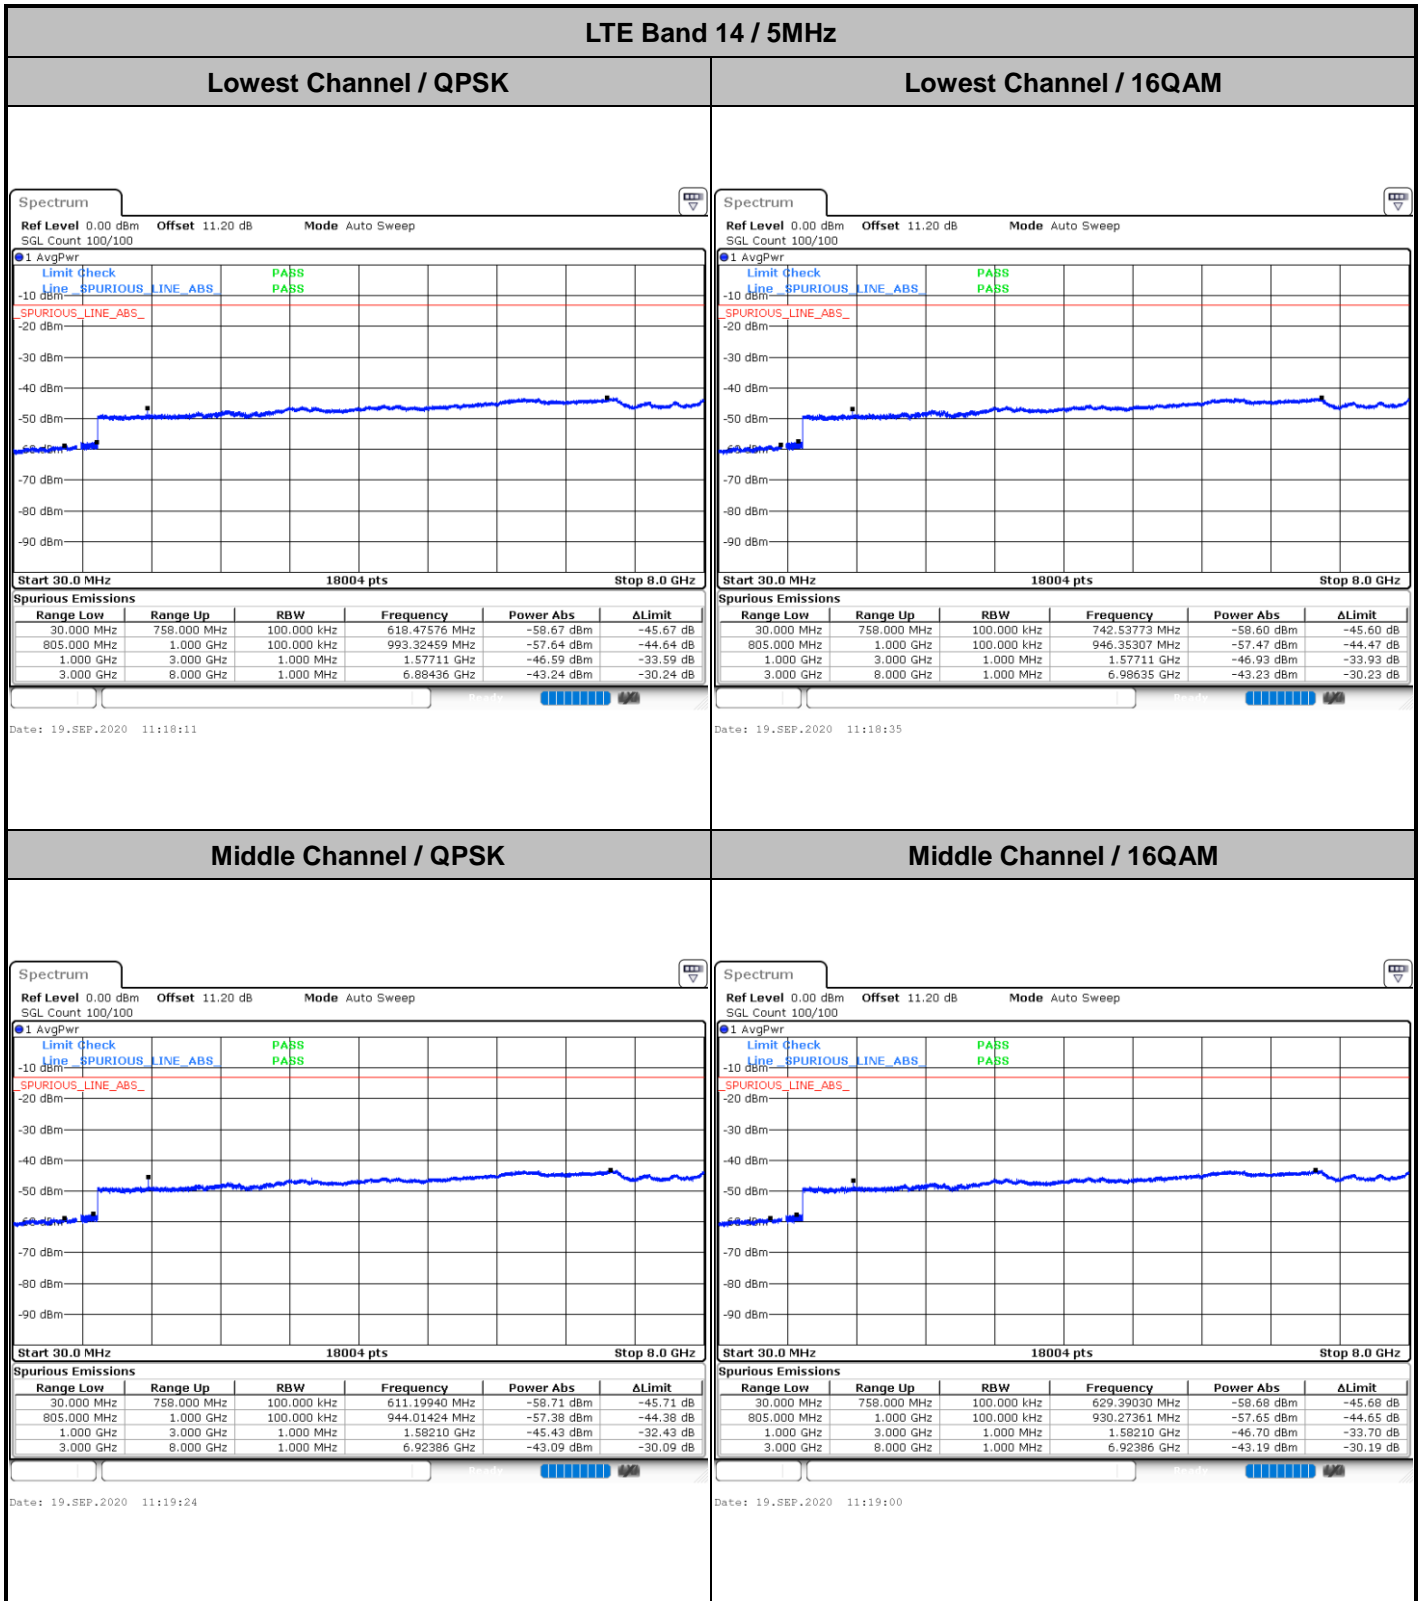 LTE Band 14 / 5MHz
Lowest Channel / QPSK
Lowest Channel / 16QAM
Spectrum
Ref Level 0.00 dBm Offset 11.20 dB Mode Auto Sweep
SGL Count 100/100
1 AvgPwr
Limit Check PASS
Line _SPURIOUS_LINE_ABS_ PASS
-10 dBm
_SPURIOUS_LINE_ABS_
-20 dBm
-30 dBm
-40 dBm
-50 dBm
-60 dBm
-70 dBm
-80 dBm
-90 dBm
Start 30.0 MHz 18004 pts Stop 8.0 GHz
Spurious Emissions
Range Low Range Up RBW Frequency Power Abs ΔLimit
30.000 MHz 758.000 MHz 100.000 kHz 618.47576 MHz -58.67 dBm -45.67 dB
805.000 MHz 1.000 GHz 100.000 kHz 993.32459 MHz -57.64 dBm -44.64 dB
1.000 GHz 3.000 GHz 1.000 MHz 1.57711 GHz -46.59 dBm -33.59 dB
3.000 GHz 8.000 GHz 1.000 MHz 6.88436 GHz -43.24 dBm -30.24 dB
Date: 19.SEP.2020 11:18:11
Spectrum
Ref Level 0.00 dBm Offset 11.20 dB Mode Auto Sweep
SGL Count 100/100
1 AvgPwr
Limit Check PASS
Line _SPURIOUS_LINE_ABS_ PASS
-10 dBm
_SPURIOUS_LINE_ABS_
-20 dBm
-30 dBm
-40 dBm
-50 dBm
-60 dBm
-70 dBm
-80 dBm
-90 dBm
Start 30.0 MHz 18004 pts Stop 8.0 GHz
Spurious Emissions
Range Low Range Up RBW Frequency Power Abs ΔLimit
30.000 MHz 758.000 MHz 100.000 kHz 742.53773 MHz -58.60 dBm -45.60 dB
805.000 MHz 1.000 GHz 100.000 kHz 946.35307 MHz -57.47 dBm -44.47 dB
1.000 GHz 3.000 GHz 1.000 MHz 1.57711 GHz -46.93 dBm -33.93 dB
3.000 GHz 8.000 GHz 1.000 MHz 6.98635 GHz -43.23 dBm -30.23 dB
Ready
Date: 19.SEP.2020 11:18:35
Middle Channel / QPSK
Middle Channel / 16QAM
Spectrum
Ref Level 0.00 dBm Offset 11.20 dB Mode Auto Sweep
SGL Count 100/100
1 AvgPwr
Limit Check PASS
Line _SPURIOUS_LINE_ABS_ PASS
-10 dBm
_SPURIOUS_LINE_ABS_
-20 dBm
-30 dBm
-40 dBm
-50 dBm
-60 dBm
-70 dBm
-80 dBm
-90 dBm
Start 30.0 MHz 18004 pts Stop 8.0 GHz
Spurious Emissions
Range Low Range Up RBW Frequency Power Abs ΔLimit
30.000 MHz 758.000 MHz 100.000 kHz 611.19940 MHz -58.71 dBm -45.71 dB
805.000 MHz 1.000 GHz 100.000 kHz 944.01424 MHz -57.38 dBm -44.38 dB
1.000 GHz 3.000 GHz 1.000 MHz 1.58210 GHz -45.43 dBm -32.43 dB
3.000 GHz 8.000 GHz 1.000 MHz 6.92386 GHz -43.09 dBm -30.09 dB
Date: 19.SEP.2020 11:19:24
Spectrum
Ref Level 0.00 dBm Offset 11.20 dB Mode Auto Sweep
SGL Count 100/100
1 AvgPwr
Limit Check PASS
Line _SPURIOUS_LINE_ABS_ PASS
-10 dBm
_SPURIOUS_LINE_ABS_
-20 dBm
-30 dBm
-40 dBm
-50 dBm
-60 dBm
-70 dBm
-80 dBm
-90 dBm
Start 30.0 MHz 18004 pts Stop 8.0 GHz
Spurious Emissions
Range Low Range Up RBW Frequency Power Abs ΔLimit
30.000 MHz 758.000 MHz 100.000 kHz 629.39030 MHz -58.68 dBm -45.68 dB
805.000 MHz 1.000 GHz 100.000 kHz 930.27361 MHz -57.65 dBm -44.65 dB
1.000 GHz 3.000 GHz 1.000 MHz 1.58210 GHz -46.70 dBm -33.70 dB
3.000 GHz 8.000 GHz 1.000 MHz 6.92386 GHz -43.19 dBm -30.19 dB
Ready
Date: 19.SEP.2020 11:19:00